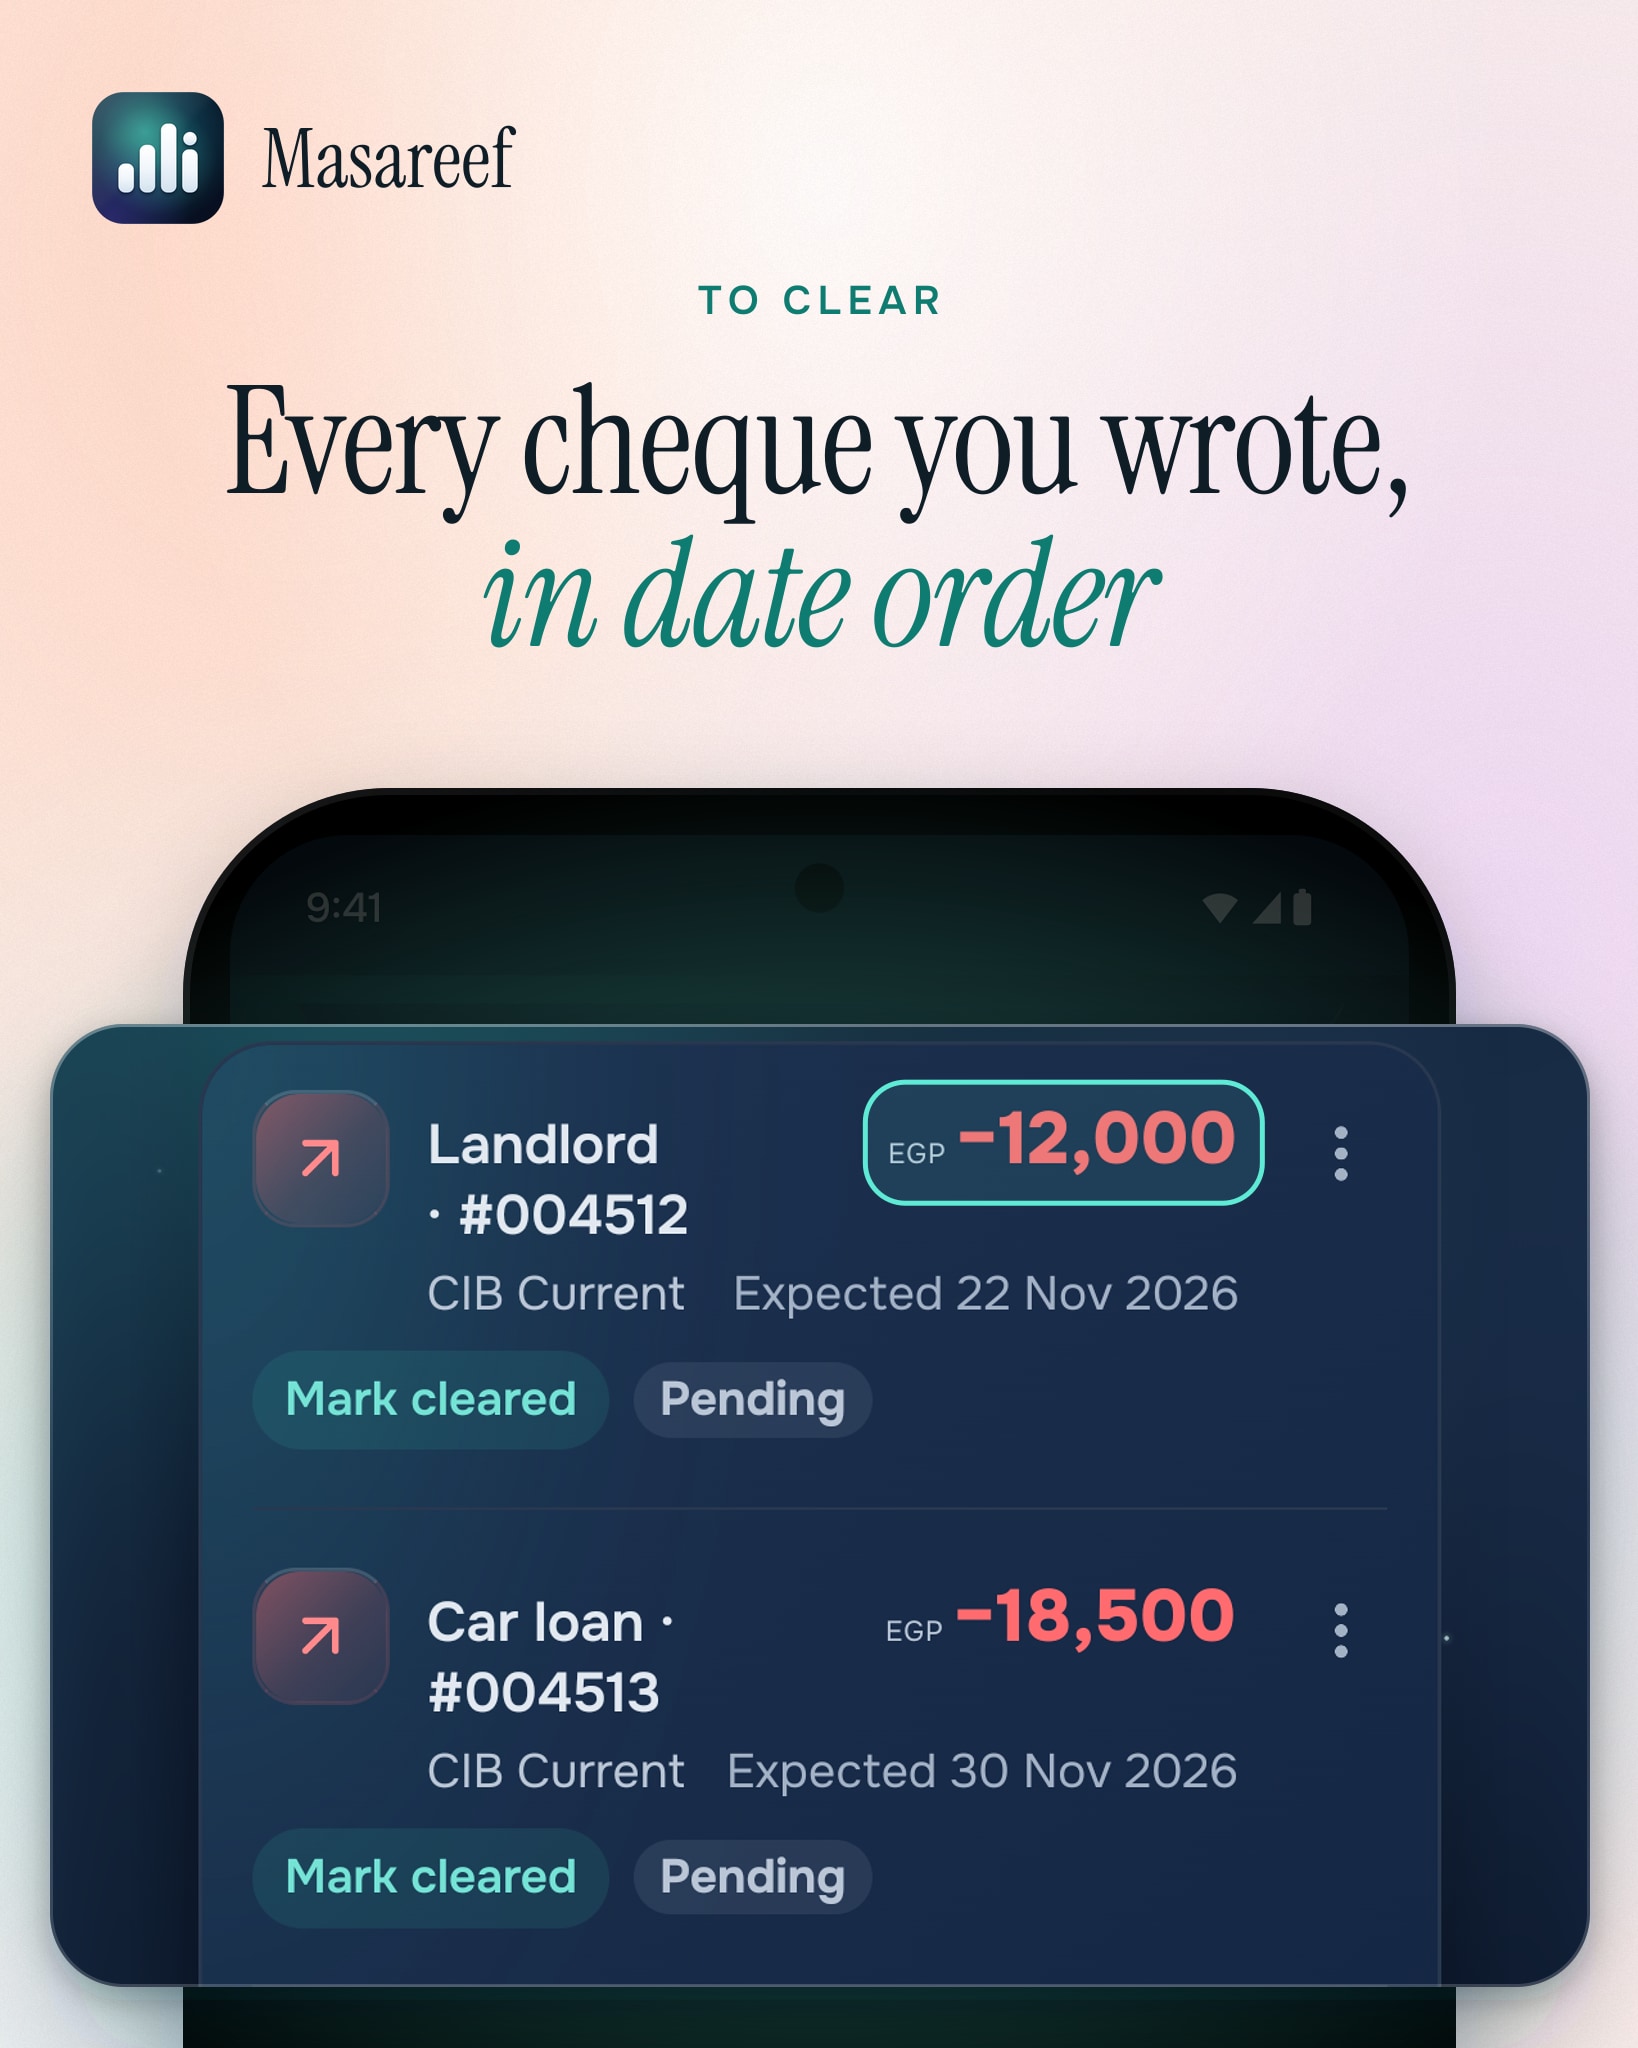 Masareef
TO CLEAR
Every cheque you wrote,
in date order
9:41
Landlord
· #004512
EGP −12,000
CIB Current Expected 22 Nov 2026
Mark cleared Pending
Car loan ·
#004513
EGP −18,500
CIB Current Expected 30 Nov 2026
Mark cleared Pending